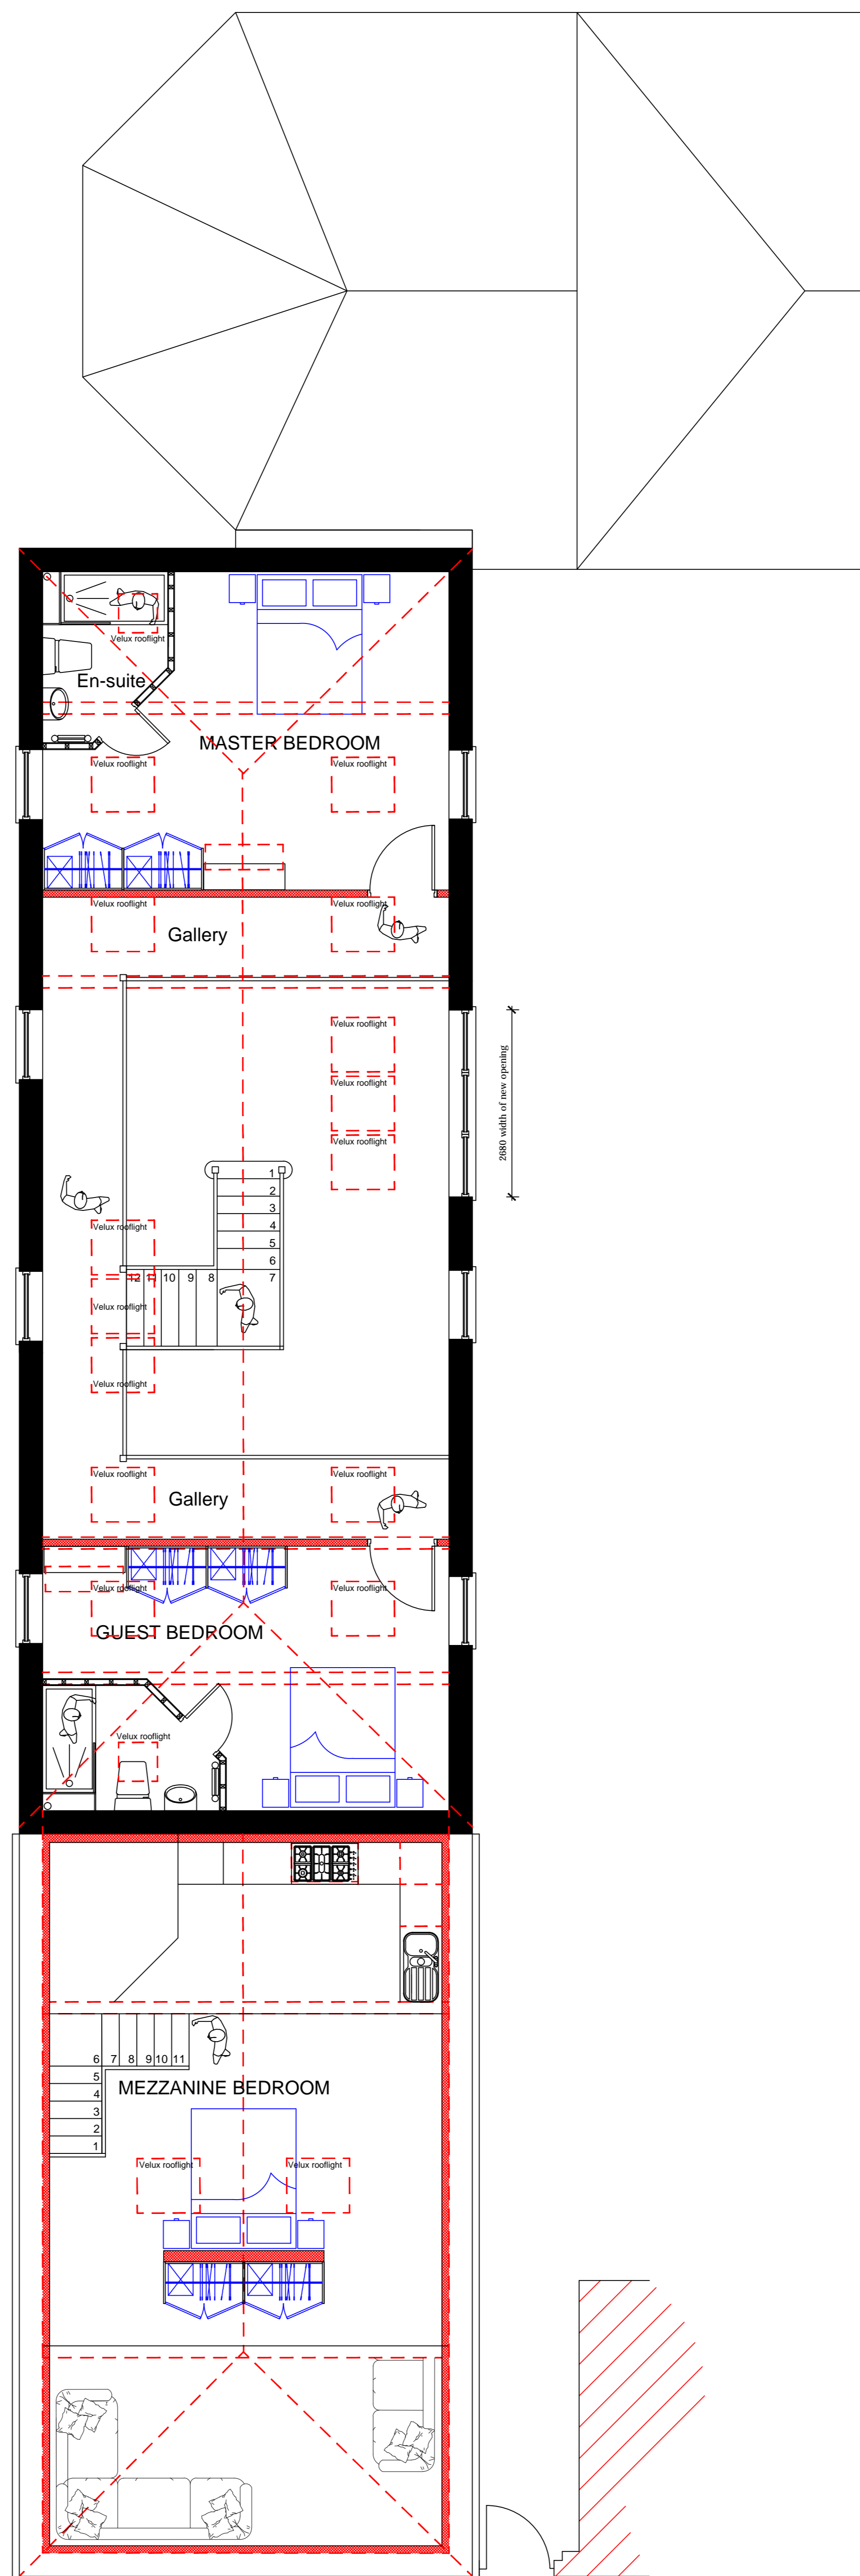 Velux rooflight
En-suite
MASTER BEDROOM
Velux rooflight
Velux rooflight
Velux rooflight
Velux rooflight
Gallery
Velux rooflight
2680 width of new opening
Velux rooflight
Velux rooflight
1
2
3
4
5
6
7
8
9
10
11
12
Velux rooflight
Velux rooflight
Velux rooflight
Velux rooflight
Velux rooflight
Gallery
Velux rooflight
Velux rooflight
GUEST BEDROOM
Velux rooflight
6 7 8 9 10 11
5
4
3
2
1
MEZZANINE BEDROOM
Velux rooflight
Velux rooflight